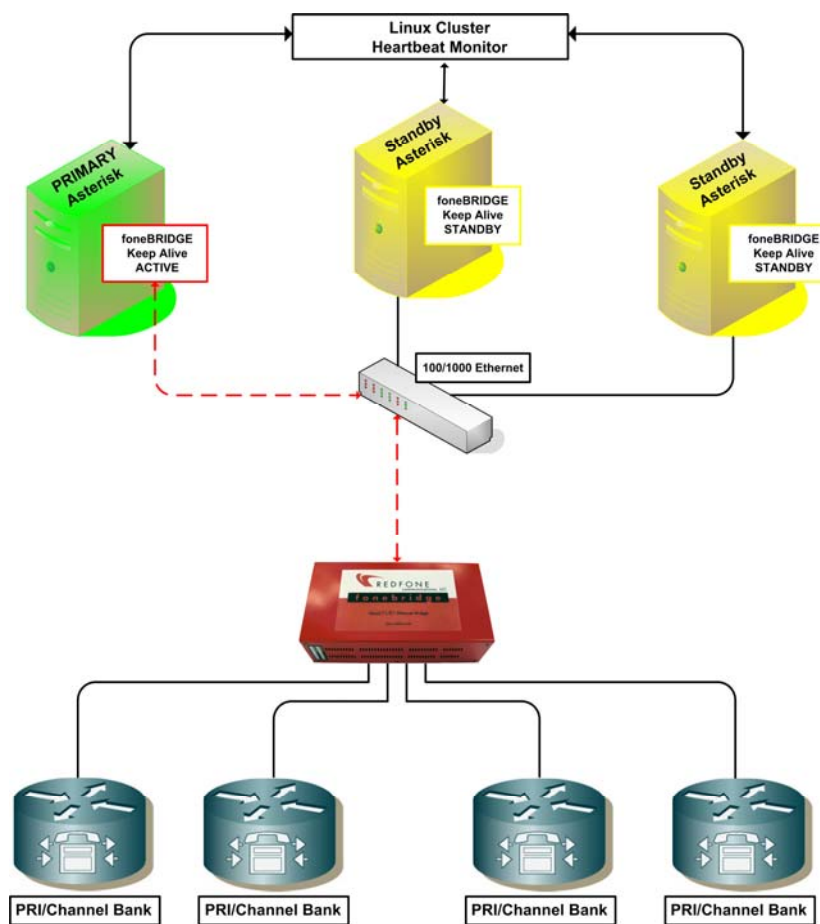 Linux Cluster
Heartbeat Monitor
PRIMARY
Asterisk
foneBRIDGE
Keep Alive
ACTIVE
Standby
Asterisk
foneBRIDGE
Keep Alive
STANDBY
Standby
Asterisk
foneBRIDGE
Keep Alive
STANDBY
100/1000 Ethernet
REDFONE
fonebridge
PRI/Channel Bank
PRI/Channel Bank
PRI/Channel Bank
PRI/Channel Bank